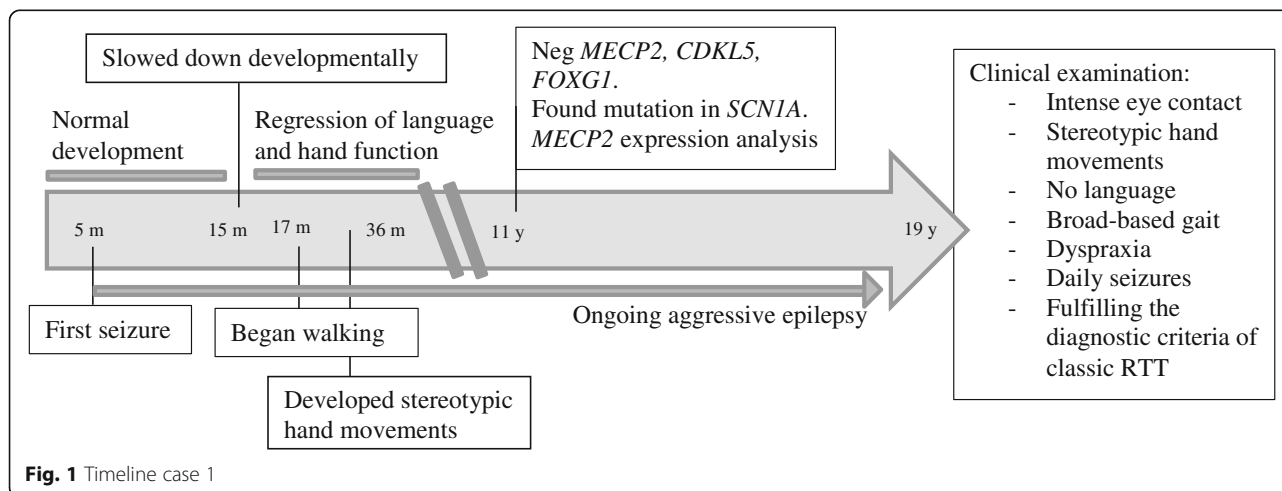 Slowed down developmentally
Normal
development
Regression of language
and hand function
Neg MECP2, CDKL5,
FOXG1.
Found mutation in SCN1A.
MECP2 expression analysis
5 m
15 m
17 m
36 m
11 y
19 y
First seizure
Began walking
Developed stereotypic
hand movements
Ongoing aggressive epilepsy
Clinical examination:
- Intense eye contact
- Stereotypic hand
movements
- No language
- Broad-based gait
- Dyspraxia
- Daily seizures
- Fulfilling the
diagnostic criteria of
classic RTT
Fig. 1 Timeline case 1